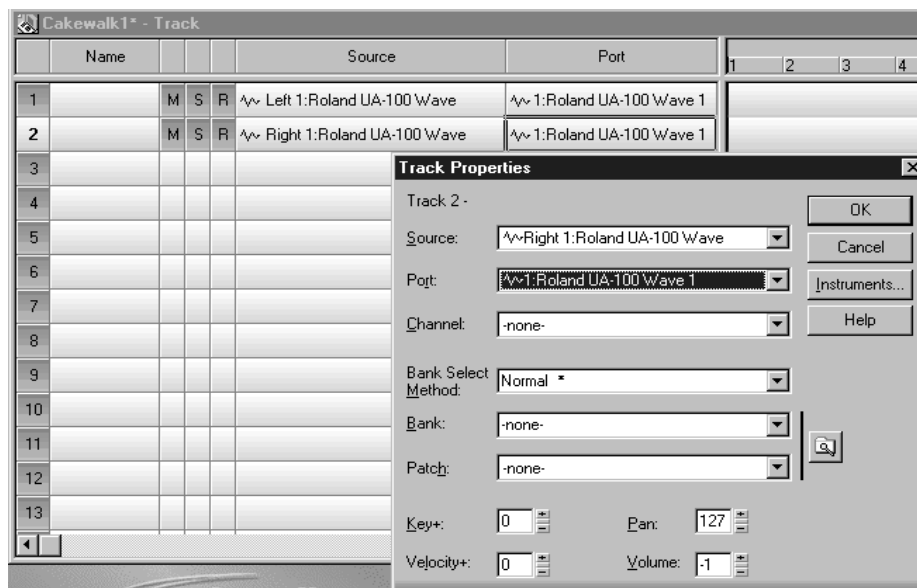 Cakewalk1* - Track
Name Source Port 1 2 3 4
1 M S R Left 1:Roland UA-100 Wave 1:Roland UA-100 Wave 1
2 M S R Right 1:Roland UA-100 Wave 1:Roland UA-100 Wave 1
3
4
5
6
7
8
9
10
11
12
13
Track Properties
Track 2 -
Source: Right 1:Roland UA-100 Wave
Port: 1:Roland UA-100 Wave 1
Channel: -none-
Bank Select Method: Normal *
Bank: -none-
Patch: -none-
Key+: 0 Pan: 127
Velocity+: 0 Volume: -1
OK
Cancel
Instruments...
Help